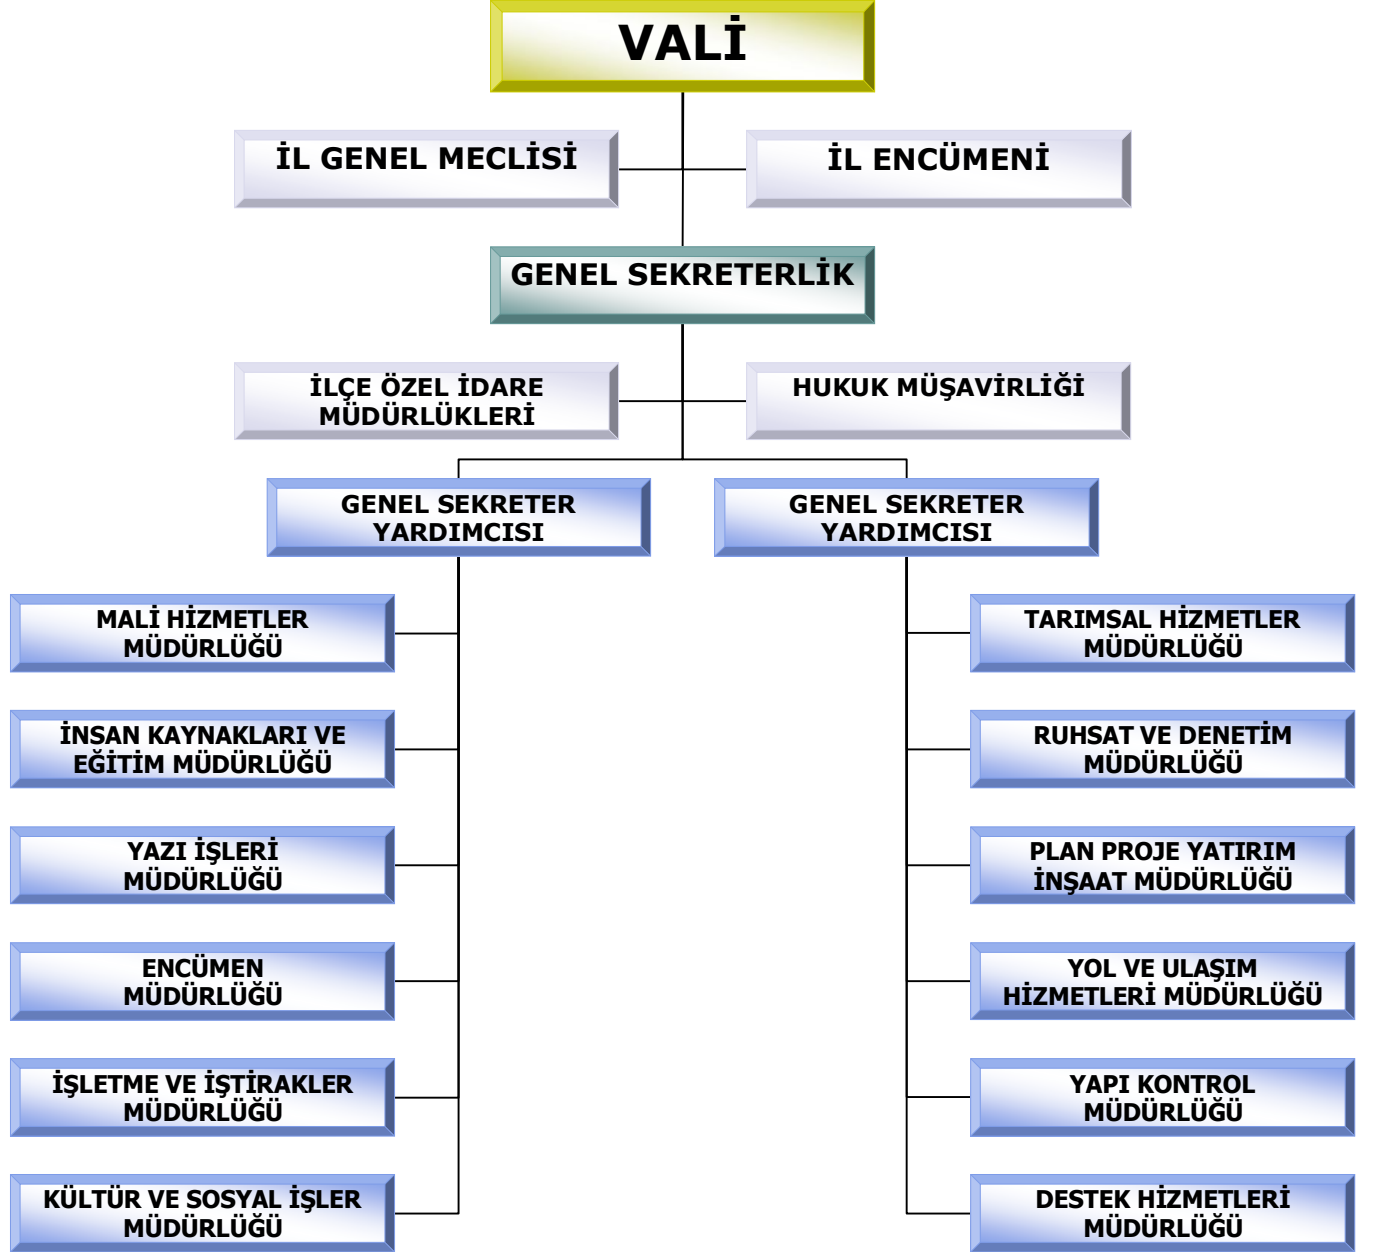 VALİ
İL GENEL MECLİSİ
İL ENCÜMENİ
GENEL SEKRETERLİK
İLÇE ÖZEL İDARE
MÜDÜRLÜKLERİ
HUKUK MÜŞAVİRLİĞİ
GENEL SEKRETER
YARDIMCISI
GENEL SEKRETER
YARDIMCISI
MALİ HİZMETLER
MÜDÜRLÜĞÜ
TARIMSAL HİZMETLER
MÜDÜRLÜĞÜ
İNSAN KAYNAKLARI VE
EĞİTİM MÜDÜRLÜĞÜ
RUHSAT VE DENETİM
MÜDÜRLÜĞÜ
YAZI İŞLERİ
MÜDÜRLÜĞÜ
PLAN PROJE YATIRIM
İNŞAAT MÜDÜRLÜĞÜ
ENCÜMEN
MÜDÜRLÜĞÜ
YOL VE ULAŞIM
HİZMETLERİ MÜDÜRLÜĞÜ
İŞLETME VE İŞTİRAKLER
MÜDÜRLÜĞÜ
YAPI KONTROL
MÜDÜRLÜĞÜ
KÜLTÜR VE SOSYAL İŞLER
MÜDÜRLÜĞÜ
DESTEK HİZMETLERİ
MÜDÜRLÜĞÜ